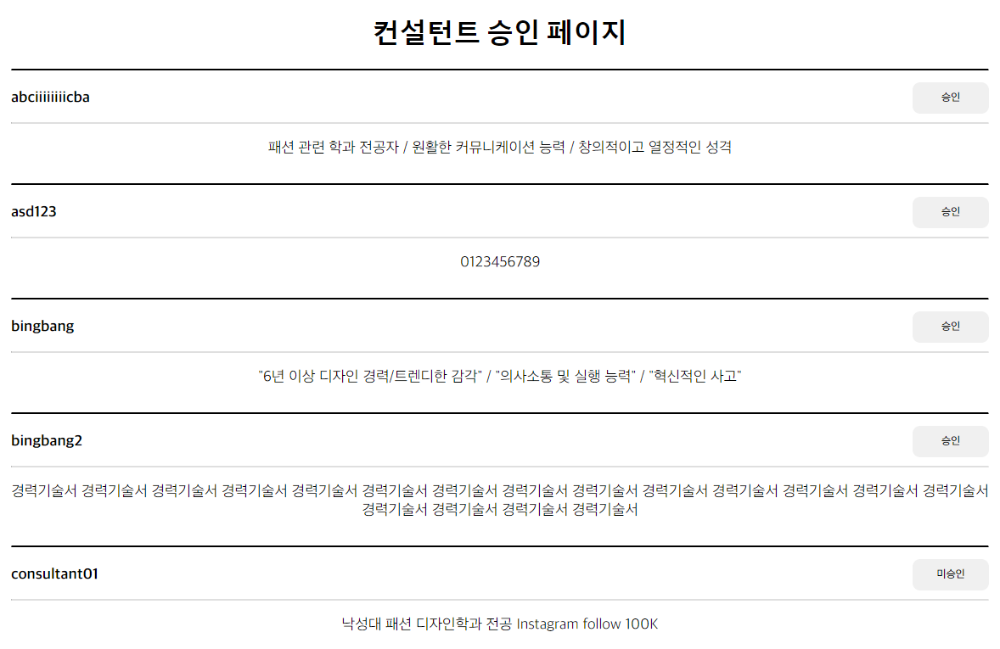 컨설턴트 승인 페이지
abciiiiiiiicba
승인
패션 관련 학과 전공자 / 원활한 커뮤니케이션 능력 / 창의적이고 열정적인 성격
asd123
승인
0123456789
bingbang
승인
"6년 이상 디자인 경력/트렌디한 감각" / "의사소통 및 실행 능력" / "혁신적인 사고"
bingbang2
승인
경력기술서 경력기술서 경력기술서 경력기술서 경력기술서 경력기술서 경력기술서 경력기술서 경력기술서 경력기술서 경력기술서 경력기술서 경력기술서 경력기술서
경력기술서 경력기술서 경력기술서 경력기술서
consultant01
미승인
낙성대 패션 디자인학과 전공 Instagram follow 100K